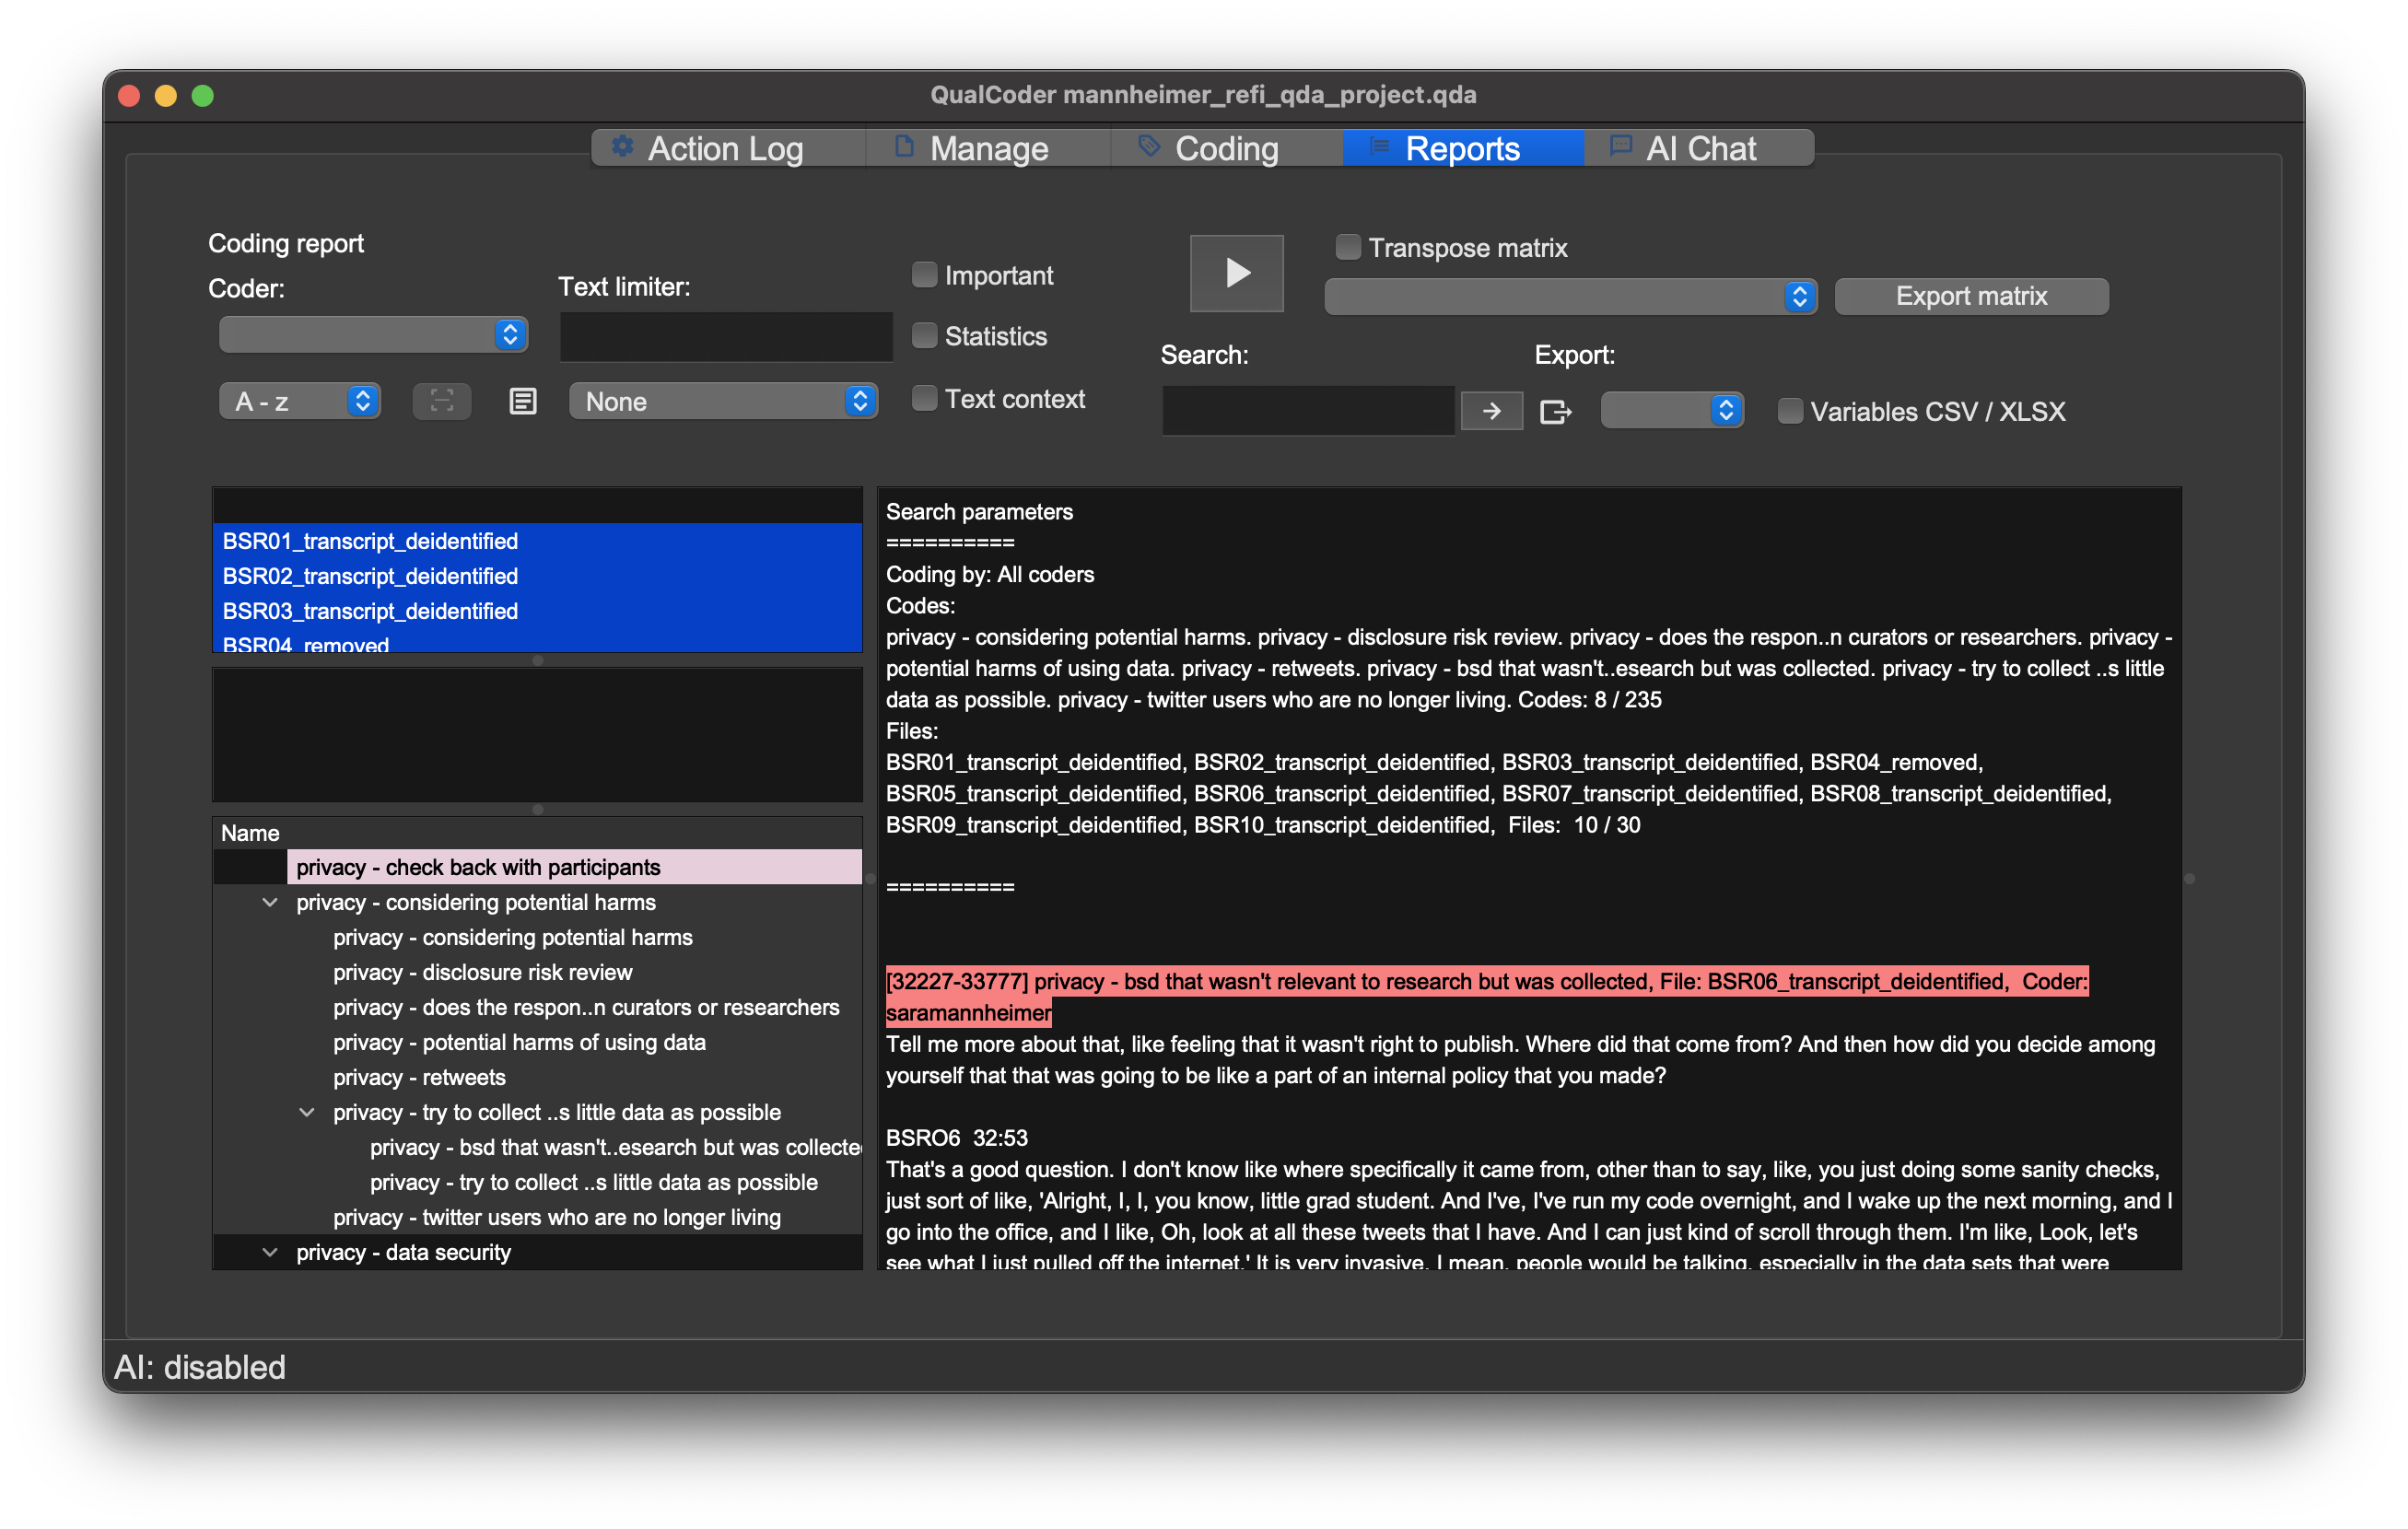 QualCoder mannheimer_refi_qda_project.qda
Action Log
Manage
Coding
Reports
AI Chat
Coding report
Coder:
Text limiter:
Important
Statistics
Text context
A - z
None
Transpose matrix
Export matrix
Search:
Export:
Variables CSV / XLSX
BSR01_transcript_deidentified
BSR02_transcript_deidentified
BSR03_transcript_deidentified
BSR04_removed
Name
privacy - check back with participants
privacy - considering potential harms
privacy - considering potential harms
privacy - disclosure risk review
privacy - does the respon..n curators or researchers
privacy - potential harms of using data
privacy - retweets
privacy - try to collect ..s little data as possible
privacy - bsd that wasn't..esearch but was collected
privacy - try to collect ..s little data as possible
privacy - twitter users who are no longer living
privacy - data security
Search parameters
==========
Coding by: All coders
Codes:
privacy - considering potential harms. privacy - disclosure risk review. privacy - does the respon..n curators or researchers. privacy -
potential harms of using data. privacy - retweets. privacy - bsd that wasn't..esearch but was collected. privacy - try to collect ..s little
data as possible. privacy - twitter users who are no longer living. Codes: 8 / 235
Files:
BSR01_transcript_deidentified, BSR02_transcript_deidentified, BSR03_transcript_deidentified, BSR04_removed,
BSR05_transcript_deidentified, BSR06_transcript_deidentified, BSR07_transcript_deidentified, BSR08_transcript_deidentified,
BSR09_transcript_deidentified, BSR10_transcript_deidentified,  Files:  10 / 30
==========
[32227-33777] privacy - bsd that wasn't relevant to research but was collected, File: BSR06_transcript_deidentified,  Coder:
saramannheimer
Tell me more about that, like feeling that it wasn't right to publish. Where did that come from? And then how did you decide among
yourself that that was going to be like a part of an internal policy that you made?
BSRO6  32:53
That's a good question. I don't know like where specifically it came from, other than to say, like, you just doing some sanity checks,
just sort of like, 'Alright, I, I, you know, little grad student. And I've, I've run my code overnight, and I wake up the next morning, and I
go into the office, and I like, Oh, look at all these tweets that I have. And I can just kind of scroll through them. I'm like, Look, let's
see what I just pulled off the internet.' It is very invasive. I mean, people would be talking, especially in the data sets that were
AI: disabled